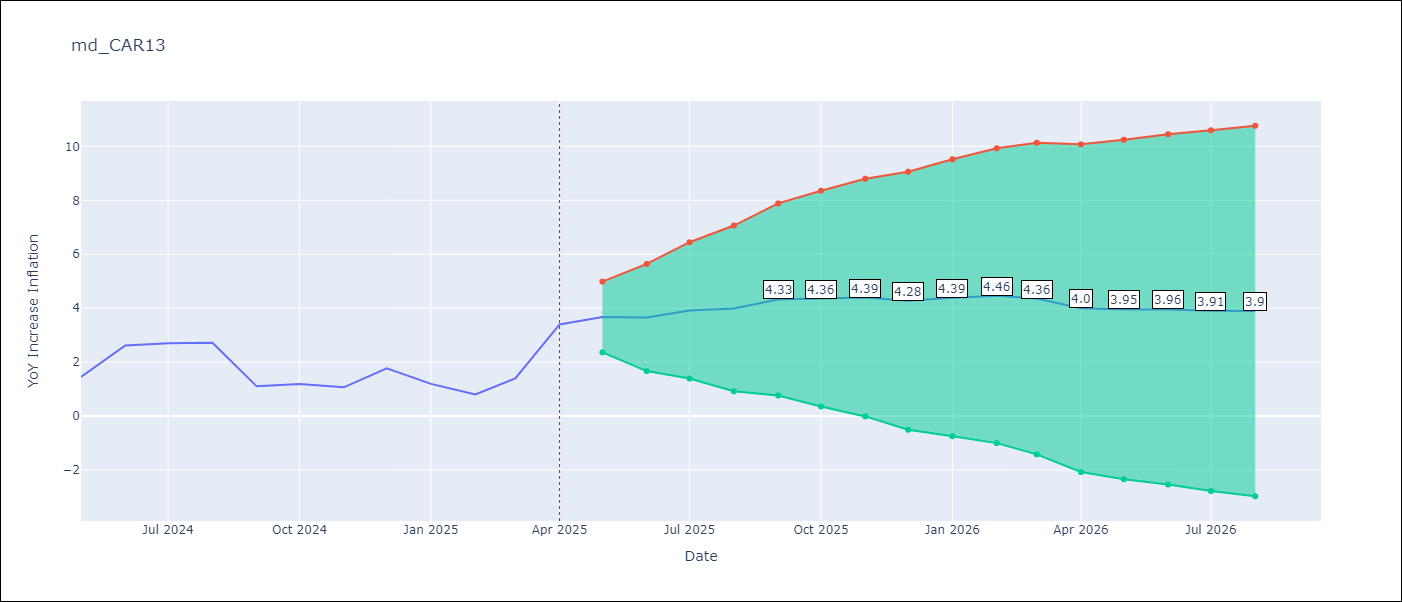 md_CAR13
YoY Increase Inflation
10
8
6
4
2
0
−2
4.33
4.36
4.39
4.28
4.39
4.46
4.36
4.0
3.95
3.96
3.91
3.9
Jul 2024
Oct 2024
Jan 2025
Apr 2025
Jul 2025
Oct 2025
Jan 2026
Apr 2026
Jul 2026
Date